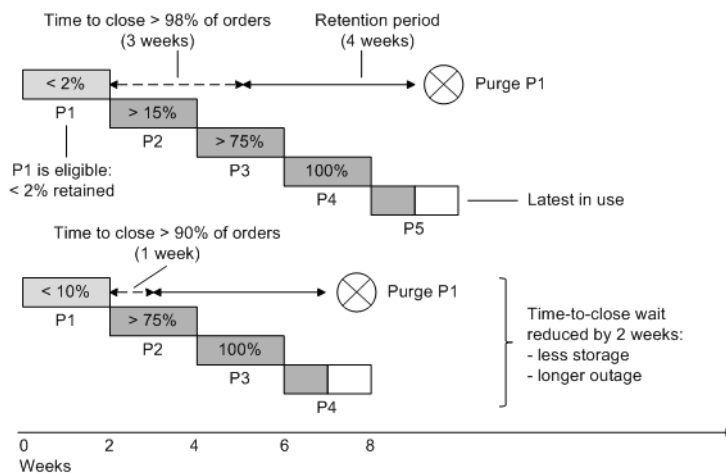 Time to close > 98% of orders
(3 weeks)
Retention period
(4 weeks)
< 2%
Purge P1
P1
> 15%
P2
> 75%
P3
100%
P4
P1 is eligible:
< 2% retained
Latest in use
P5
Time to close > 90% of orders
(1 week)
< 10%
Purge P1
P1
> 75%
P2
100%
P3
P4
Time-to-close wait
reduced by 2 weeks:
- less storage
- longer outage
0 2 4 6 8
Weeks